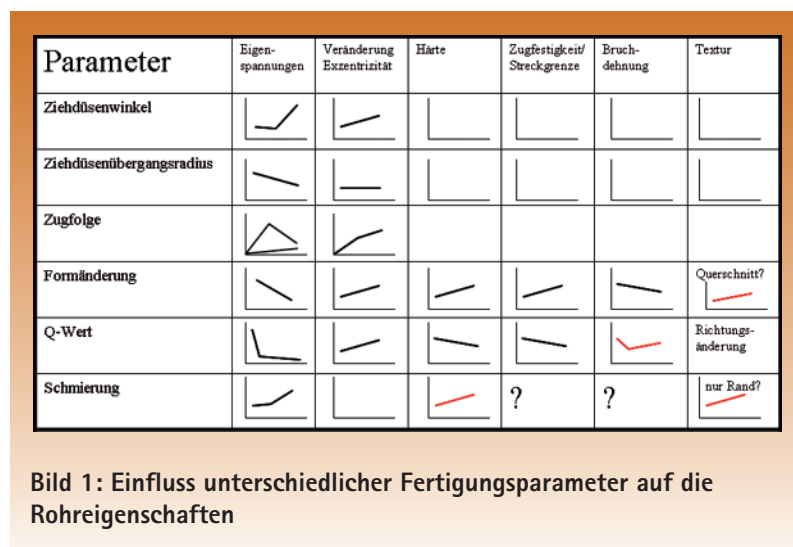 Parameter
Eigen-
spannungen
Veränderung
Exzentrizität
Härte
Zugfestigkeit/
Streckgrenze
Bruch-
dehnung
Textur
Ziehdüsenwinkel
Ziehdüsenübergangsradius
Zugfolge
Formänderung
Querschnitt?
Q-Wert
Richtungs-
änderung
Schmierung
?
?
nur Rand?
Bild 1: Einfluss unterschiedlicher Fertigungsparameter auf die
Rohreigenschaften